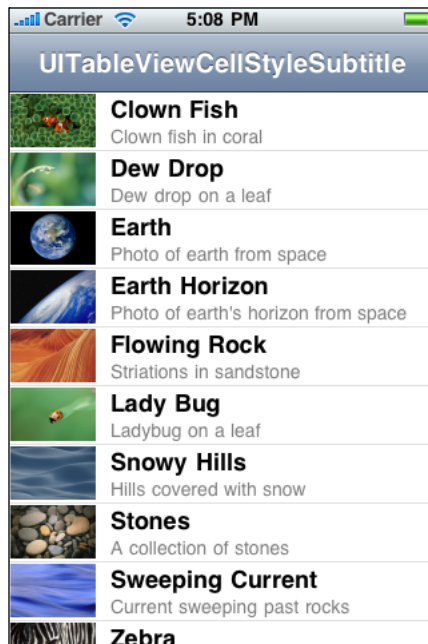 Carrier 5:08 PM
UITableViewCellStyleSubtitle
Clown Fish
Clown fish in coral
Dew Drop
Dew drop on a leaf
Earth
Photo of earth from space
Earth Horizon
Photo of earth's horizon from space
Flowing Rock
Striations in sandstone
Lady Bug
Ladybug on a leaf
Snowy Hills
Hills covered with snow
Stones
A collection of stones
Sweeping Current
Current sweeping past rocks
Zebra